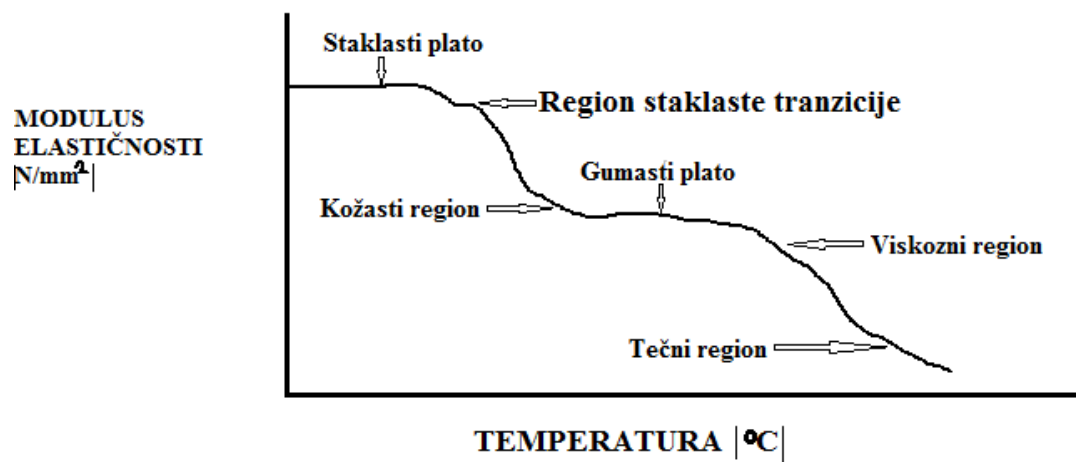 Staklasti plato
Region staklaste tranzicije
MODULUS
ELASTIČNOSTI
N/mm²|
Gumasti plato
Kožasti region
Viskozni region
Tečni region
TEMPERATURA |°C|